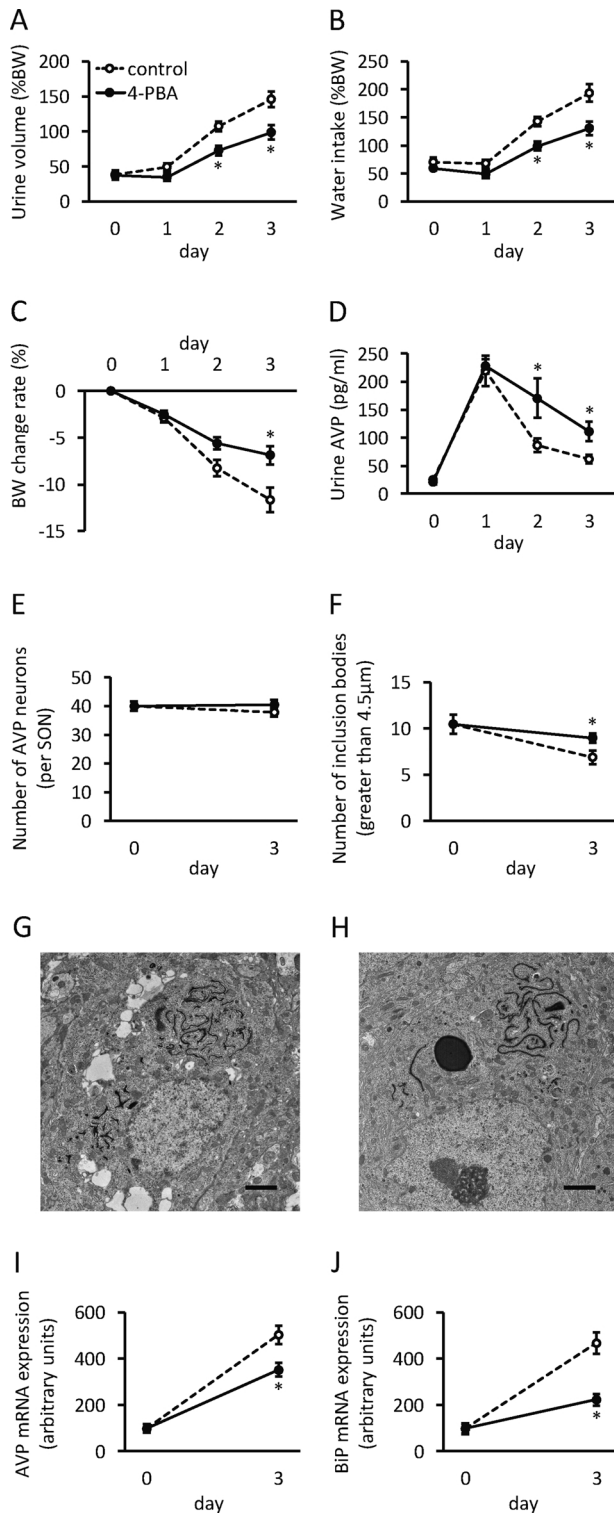 A
Urine volume (%BW)
200
150
100
50
0
control
4-PBA
*
*
0 1 2 3
day
B
Water intake (%BW)
250
200
150
100
50
0
*
*
0 1 2 3
day
C
day
0 1 2 3
BW change rate (%)
0
-5
-10
-15
*
D
Urine AVP (pg/ml)
250
200
150
100
50
0
*
*
0 1 2 3
day
E
Number of AVP neurons
(per SON)
50
40
30
20
10
0
0 3
day
F
Number of inclusion bodies
(greater than 4.5μm)
15
10
5
0
*
0 3
day
G
H
I
AVP mRNA expression
(arbitrary units)
600
400
200
0
*
0 3
day
J
BiP mRNA expression
(arbitrary units)
600
400
200
0
*
0 3
day